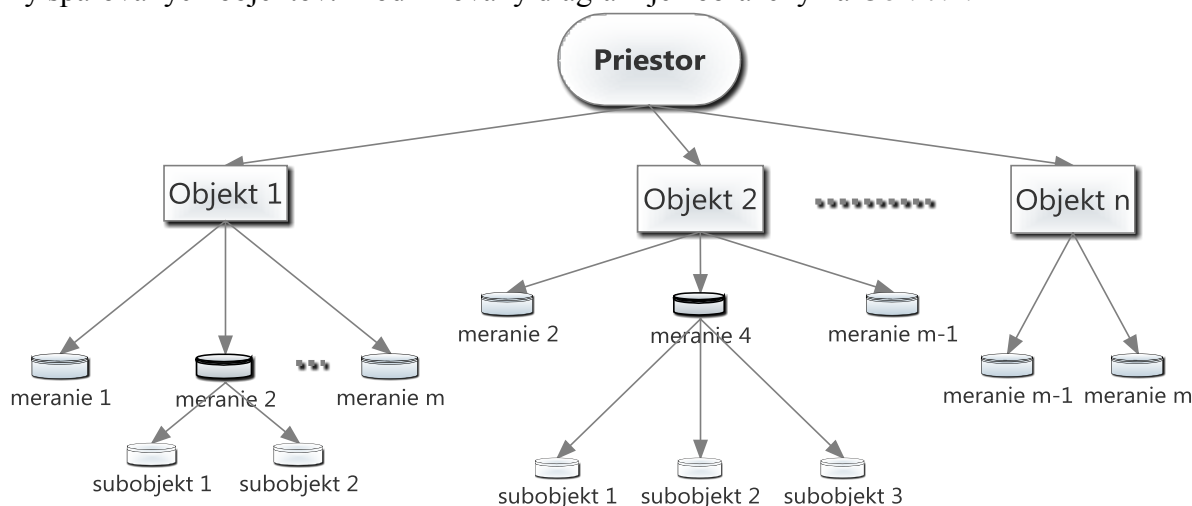 Priestor
Objekt 1
Objekt 2
Objekt n
meranie 2
meranie 4
meranie m-1
meranie 1
meranie 2
meranie m
meranie m-1
meranie m
subobjekt 1
subobjekt 2
subobjekt 1
subobjekt 2
subobjekt 3